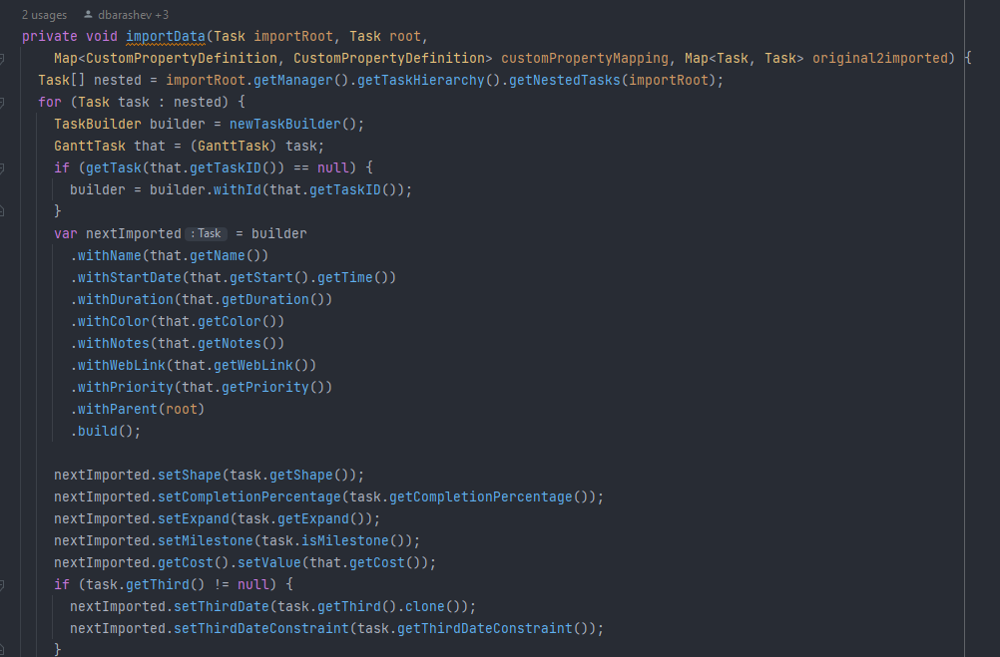 2 usages dbarashev +3
private void importData(Task importRoot, Task root,
    Map<CustomPropertyDefinition, CustomPropertyDefinition> customPropertyMapping, Map<Task, Task> original2imported) {
  Task[] nested = importRoot.getManager().getTaskHierarchy().getNestedTasks(importRoot);
  for (Task task : nested) {
    TaskBuilder builder = newTaskBuilder();
    GanttTask that = (GanttTask) task;
    if (getTask(that.getTaskID()) == null) {
      builder = builder.withId(that.getTaskID());
    }
    var nextImported : Task = builder
      .withName(that.getName())
      .withStartDate(that.getStart().getTime())
      .withDuration(that.getDuration())
      .withColor(that.getColor())
      .withNotes(that.getNotes())
      .withWebLink(that.getWebLink())
      .withPriority(that.getPriority())
      .withParent(root)
      .build();
    nextImported.setShape(task.getShape());
    nextImported.setCompletionPercentage(task.getCompletionPercentage());
    nextImported.setExpand(task.getExpand());
    nextImported.setMilestone(task.isMilestone());
    nextImported.getCost().setValue(that.getCost());
    if (task.getThird() != null) {
      nextImported.setThirdDate(task.getThird().clone());
      nextImported.setThirdDateConstraint(task.getThirdDateConstraint());
    }